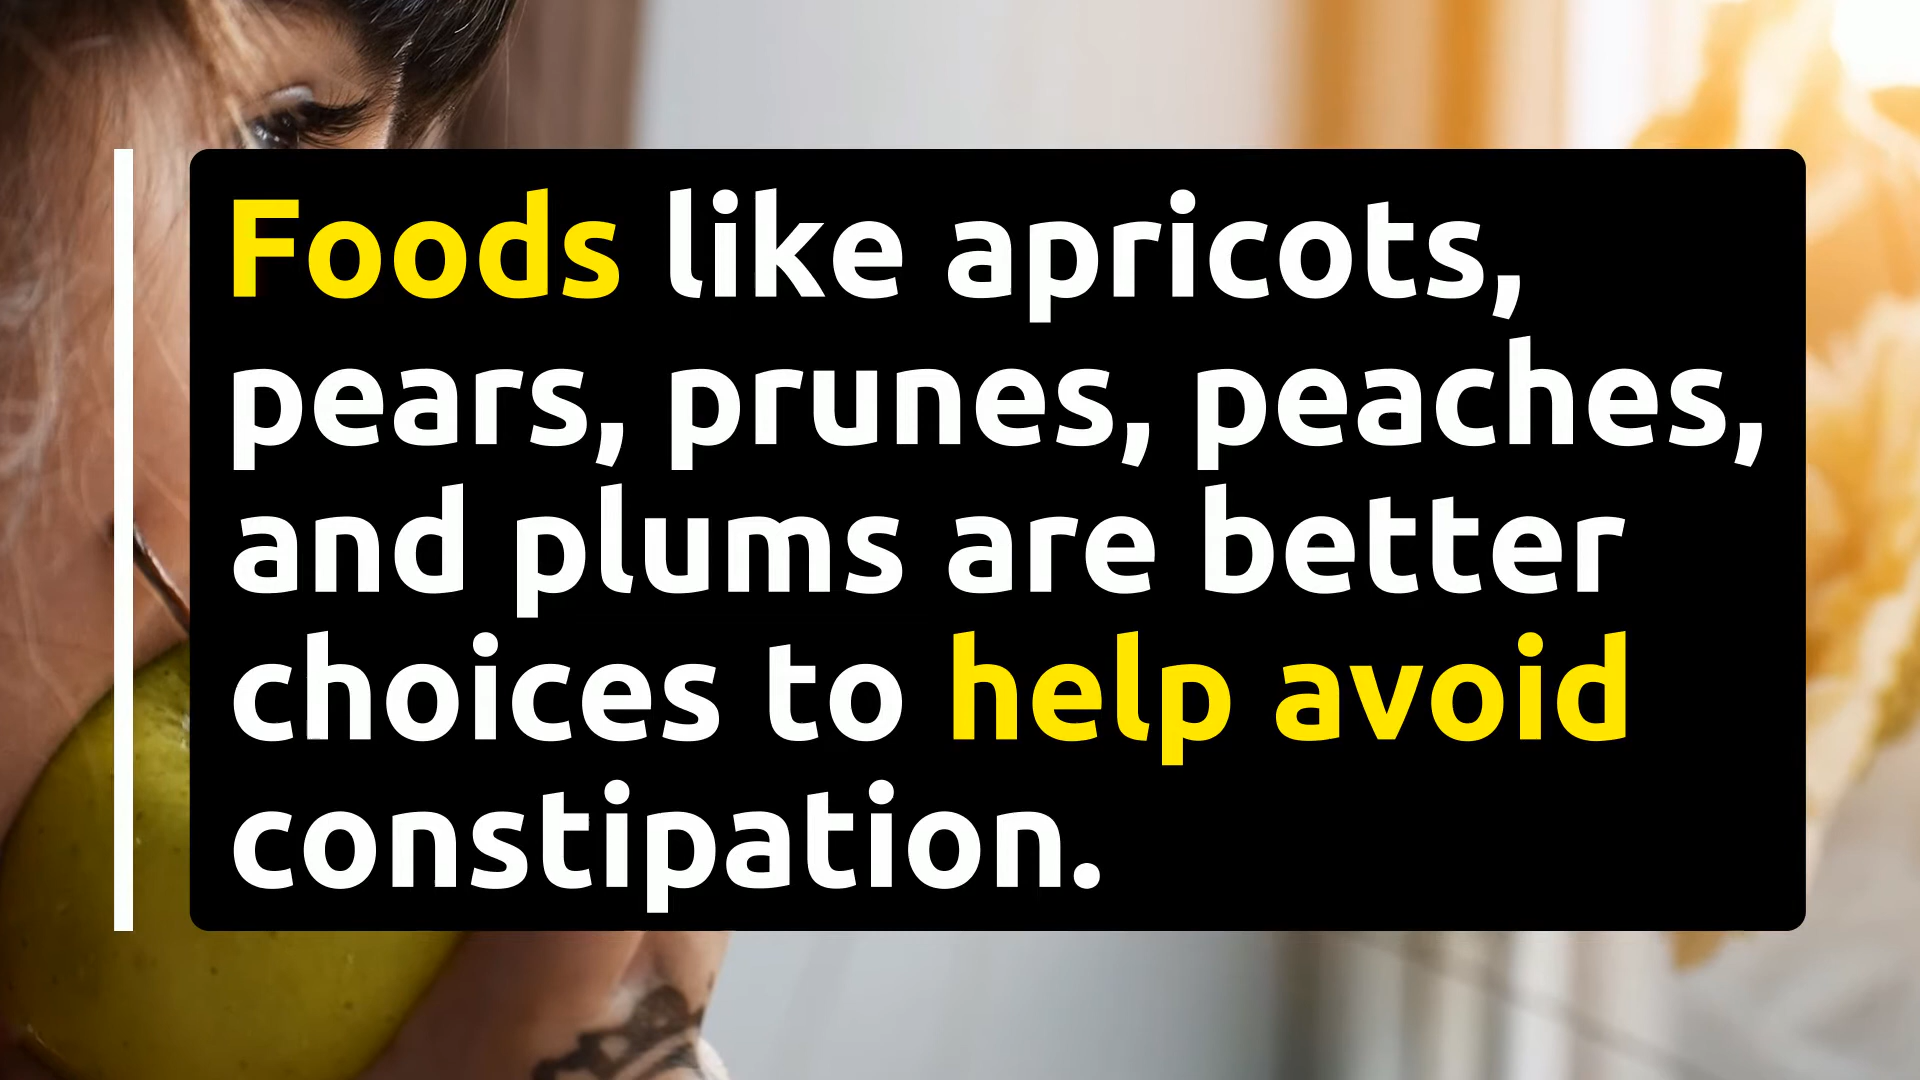 Foods like apricots,
pears, prunes, peaches,
and plums are better
choices to help avoid
constipation.